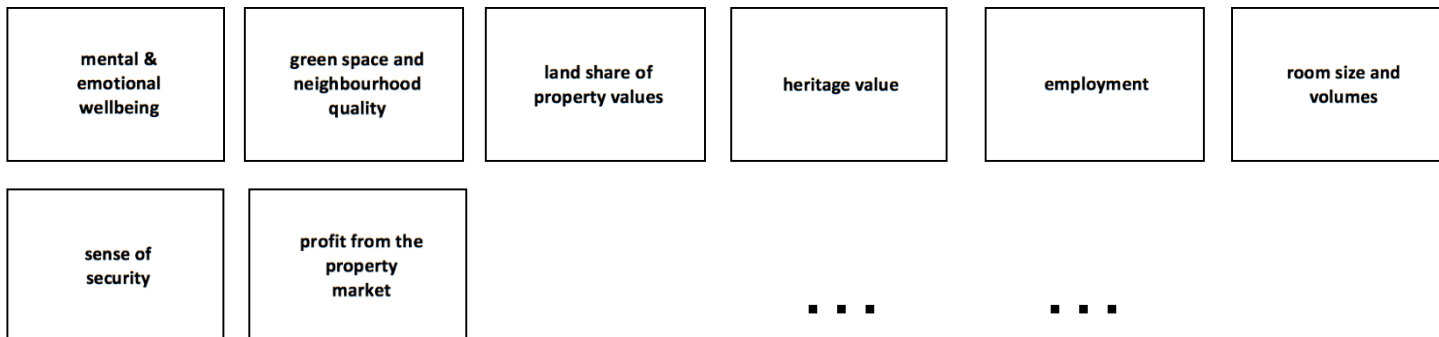 mental &
emotional
wellbeing
green space and
neighbourhood
quality
land share of
property values
heritage value
employment
room size and
volumes
sense of
security
profit from the
property
market
. . .
. . .